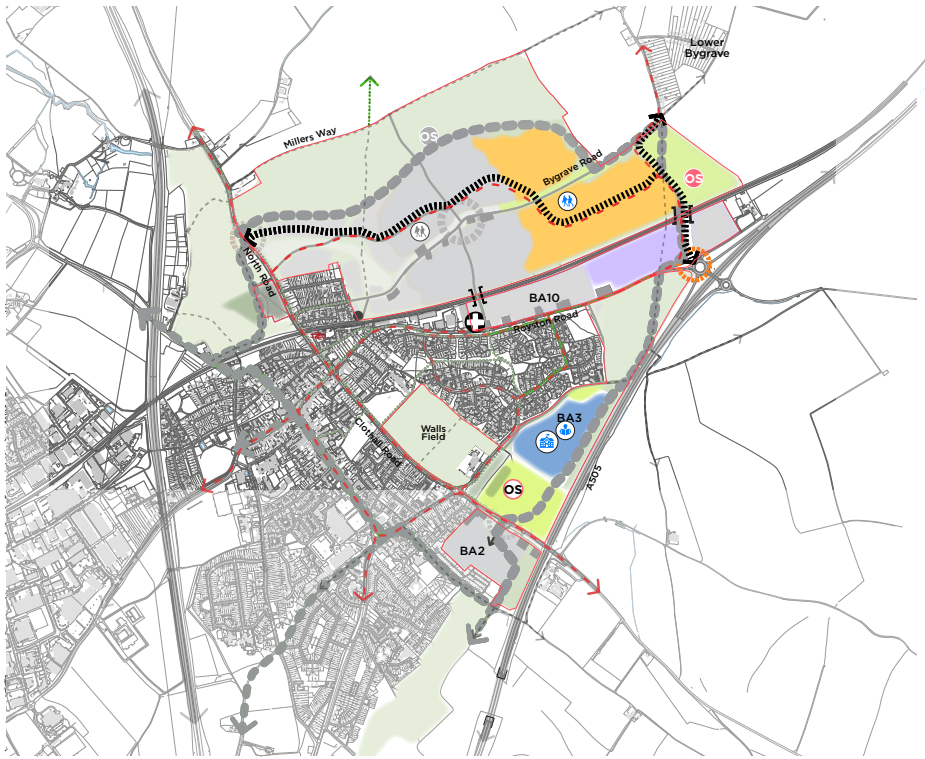 Lower
Bygrave
Millers Way
OS
Bygrave Road
OS
North Road
BA10
Royston Road
BA3
Walls
Field
Clothall Road
A505
OS
BA2